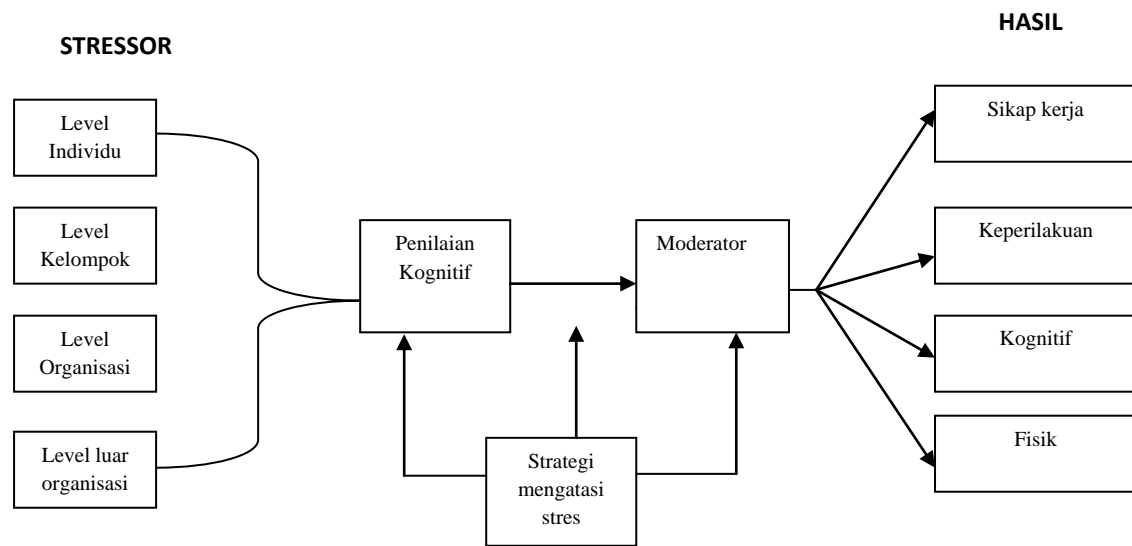 HASIL
STRESSOR
Level
Individu
Level
Kelompok
Level
Organisasi
Level luar
organisasi
Penilaian
Kognitif
Moderator
Strategi
mengatasi
stres
Sikap kerja
Keperilakuan
Kognitif
Fisik